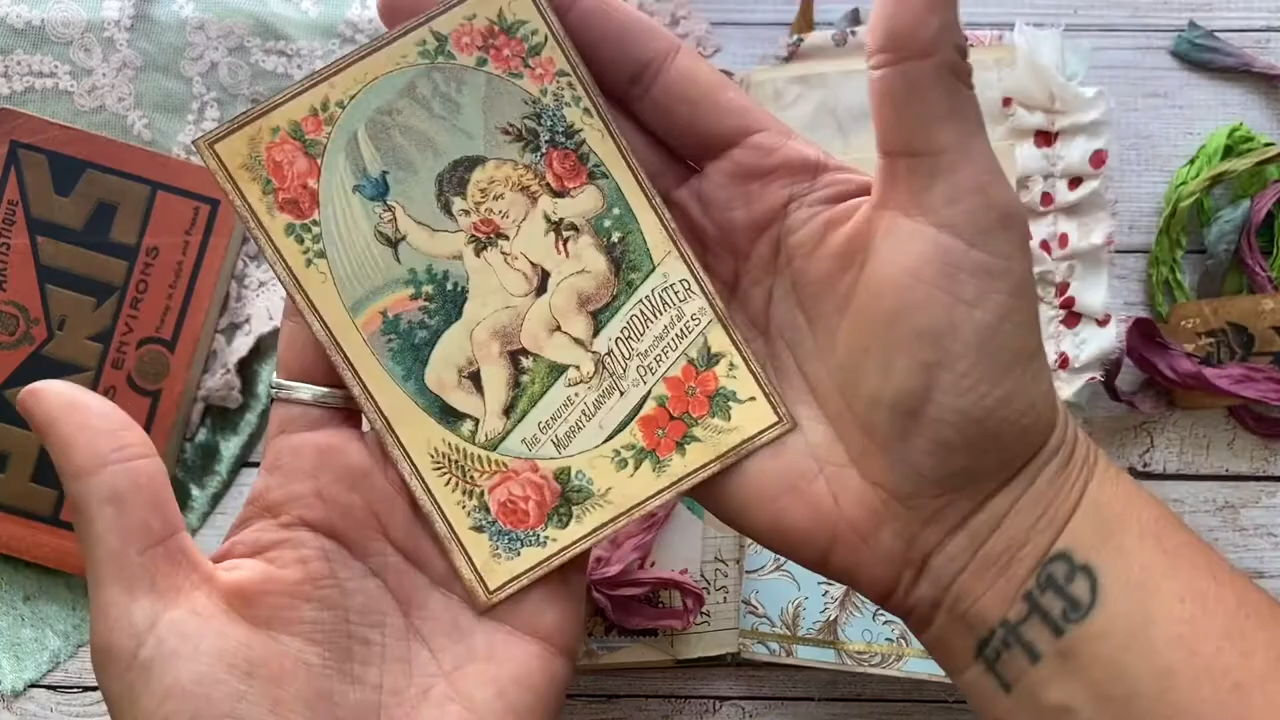 THE GENUINE
MURRAY & LANMAN
FLORIDA WATER
The richest of all
PERFUMES
ARTISTIQUE
PARIS
ENVIRONS
FHB